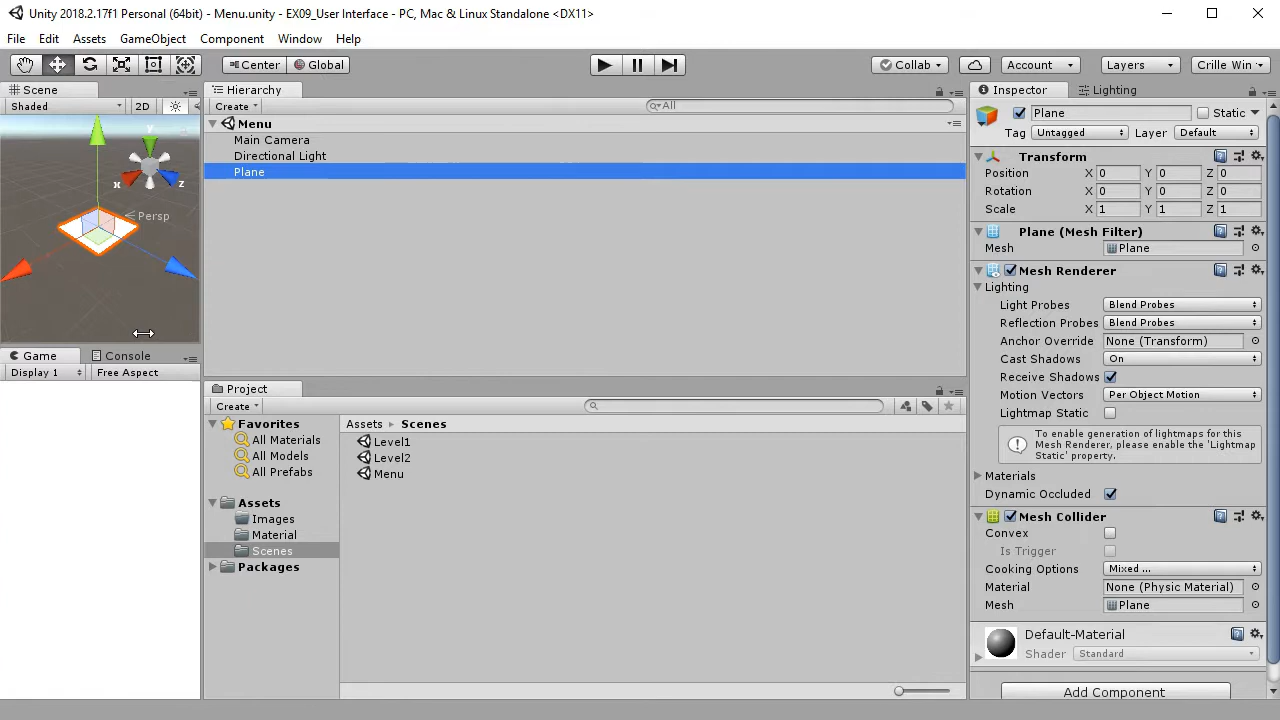 Unity 2018.2.17f1 Personal (64bit) - Menu.unity - EX09_User Interface - PC, Mac & Linux Standalone <DX11>
File Edit Assets GameObject Component Window Help
Center Global Collab Account Layers Crille Win
Scene
Shaded 2D
y
x
z
Persp
Game Console
Display 1 Free Aspect
Hierarchy
Create All
Menu
Main Camera
Directional Light
Plane
Project
Create
Favorites
All Materials
All Models
All Prefabs
Assets
Images
Material
Scenes
Packages
Assets Scenes
Level1
Level2
Menu
Inspector Lighting
Plane Static
Tag Untagged Layer Default
Transform
Position X 0 Y 0 Z 0
Rotation X 0 Y 0 Z 0
Scale X 1 Y 1 Z 1
Plane (Mesh Filter)
Mesh Plane
Mesh Renderer
Lighting
Light Probes Blend Probes
Reflection Probes Blend Probes
Anchor Override None (Transform)
Cast Shadows On
Receive Shadows
Motion Vectors Per Object Motion
Lightmap Static
To enable generation of lightmaps for this
Mesh Renderer, please enable the 'Lightmap
Static' property.
Materials
Dynamic Occluded
Mesh Collider
Convex
Is Trigger
Cooking Options Mixed ...
Material None (Physic Material)
Mesh Plane
Default-Material
Shader Standard
Add Component